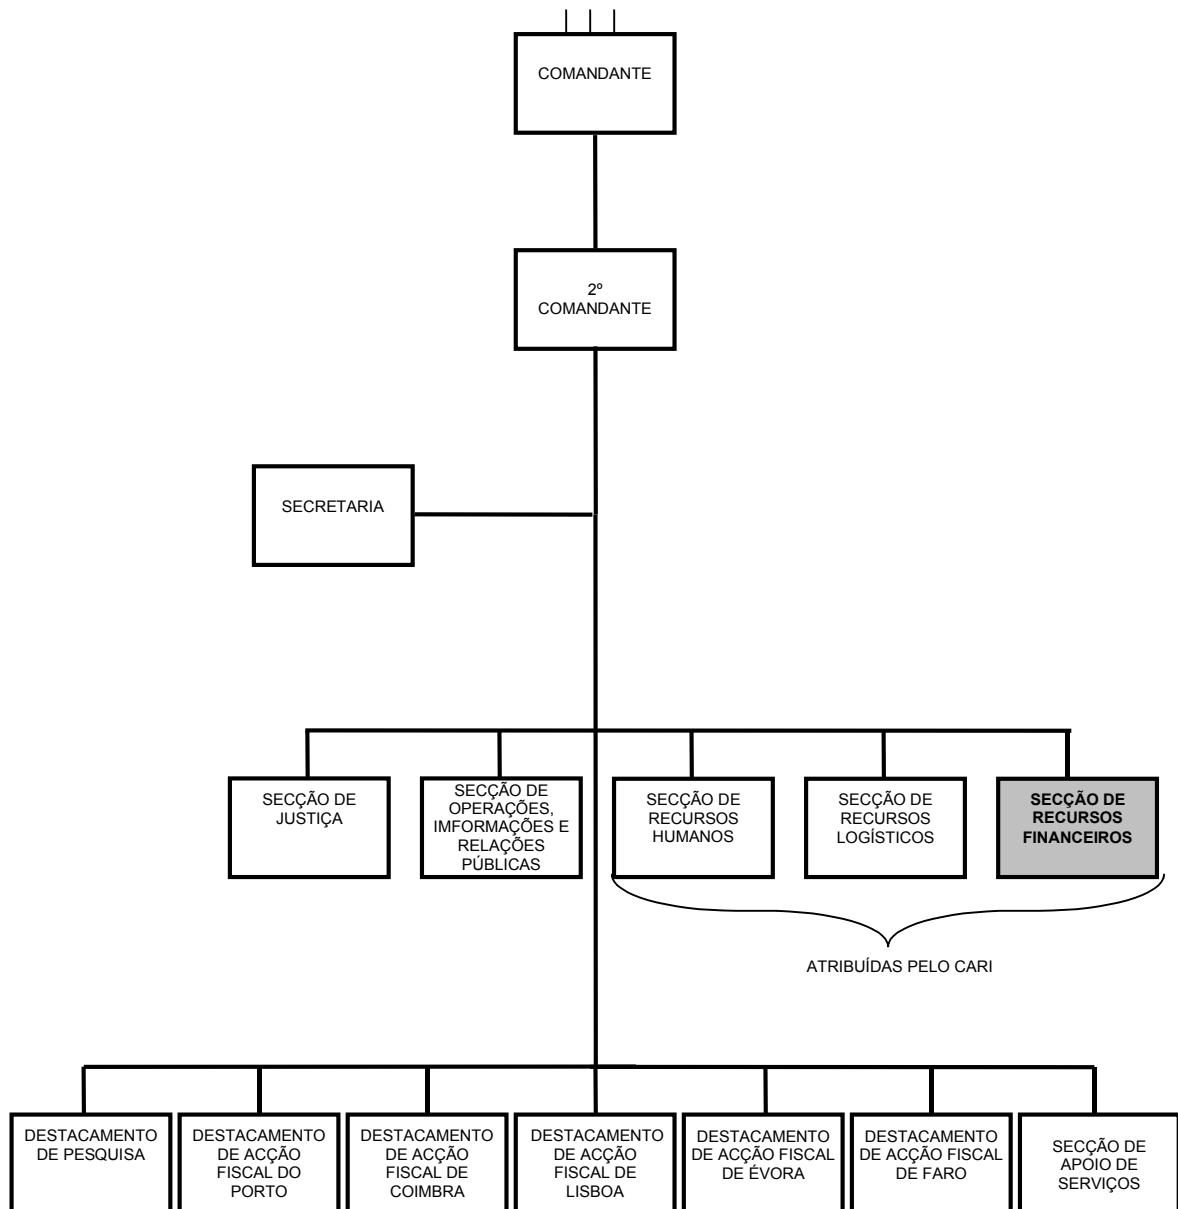 COMANDANTE
2º
COMANDANTE
SECRETARIA
SECÇÃO DE
JUSTIÇA
SECÇÃO DE
OPERAÇÕES,
IMFORMAÇÕES E
RELAÇÕES
PÚBLICAS
SECÇÃO DE
RECURSOS
HUMANOS
SECÇÃO DE
RECURSOS
LOGÍSTICOS
SECÇÃO DE
RECURSOS
FINANCEIROS
ATRIBUÍDAS PELO CARI
DESTACAMENTO
DE PESQUISA
DESTACAMENTO
DE ACÇÃO
FISCAL DO
PORTO
DESTACAMENTO
DE ACÇÃO
FISCAL DE
COIMBRA
DESTACAMENTO
DE ACÇÃO
FISCAL DE
LISBOA
DESTACAMENTO
DE ACÇÃO FISCAL
DE ÉVORA
DESTACAMENTO
DE ACÇÃO FISCAL
DE FARO
SECÇÃO DE
APOIO DE
SERVIÇOS